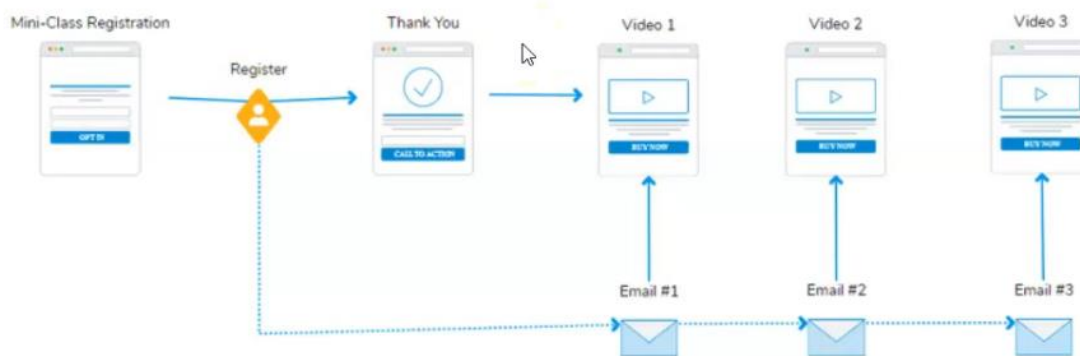 Mini-Class Registration
Register
Thank You
Video 1
Video 2
Video 3
OPT IN
CALL TO ACTION
BUY NOW
BUY NOW
BUY NOW
Email #1
Email #2
Email #3